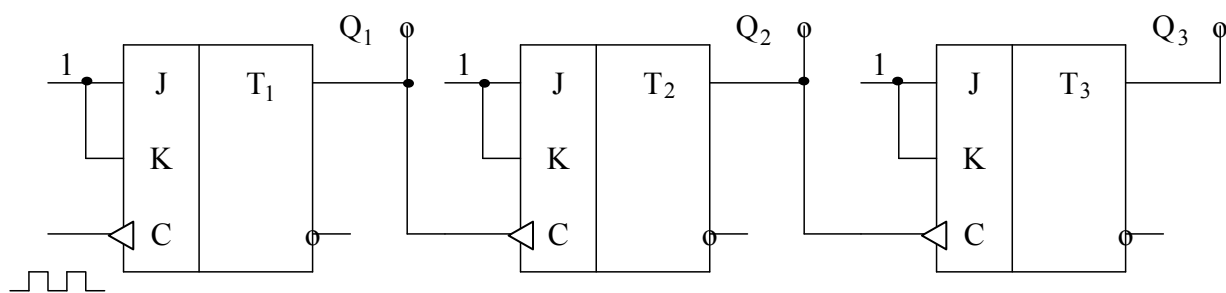 Q₁ Q₂ Q₃
1 J T₁ 1 J T₂ 1 J T₃
K K K
C C C